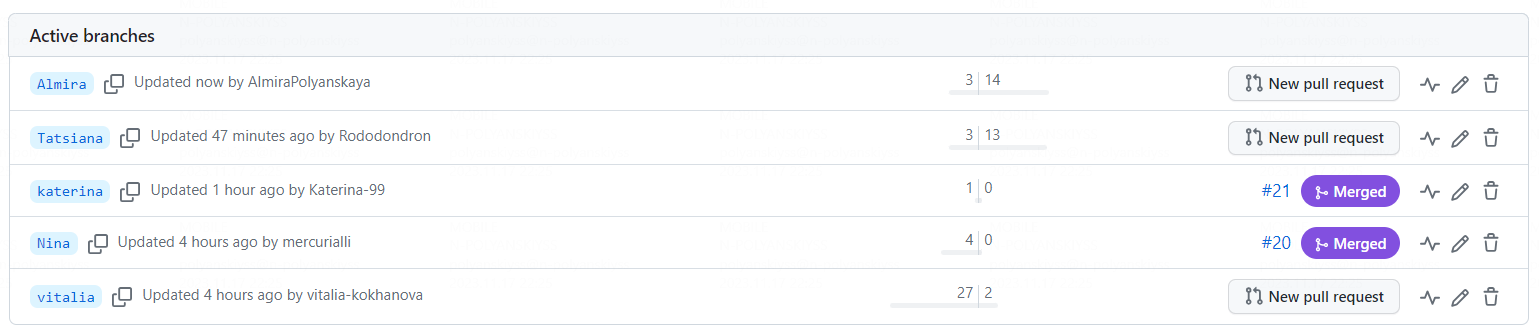 Active branches
Almira Updated now by AlmiraPolyanskaya 3 14 New pull request
Tatsiana Updated 47 minutes ago by Rododondron 3 13 New pull request
katerina Updated 1 hour ago by Katerina-99 1 0 #21 Merged
Nina Updated 4 hours ago by mercurialli 4 0 #20 Merged
vitalia Updated 4 hours ago by vitalia-kokhanova 27 2 New pull request